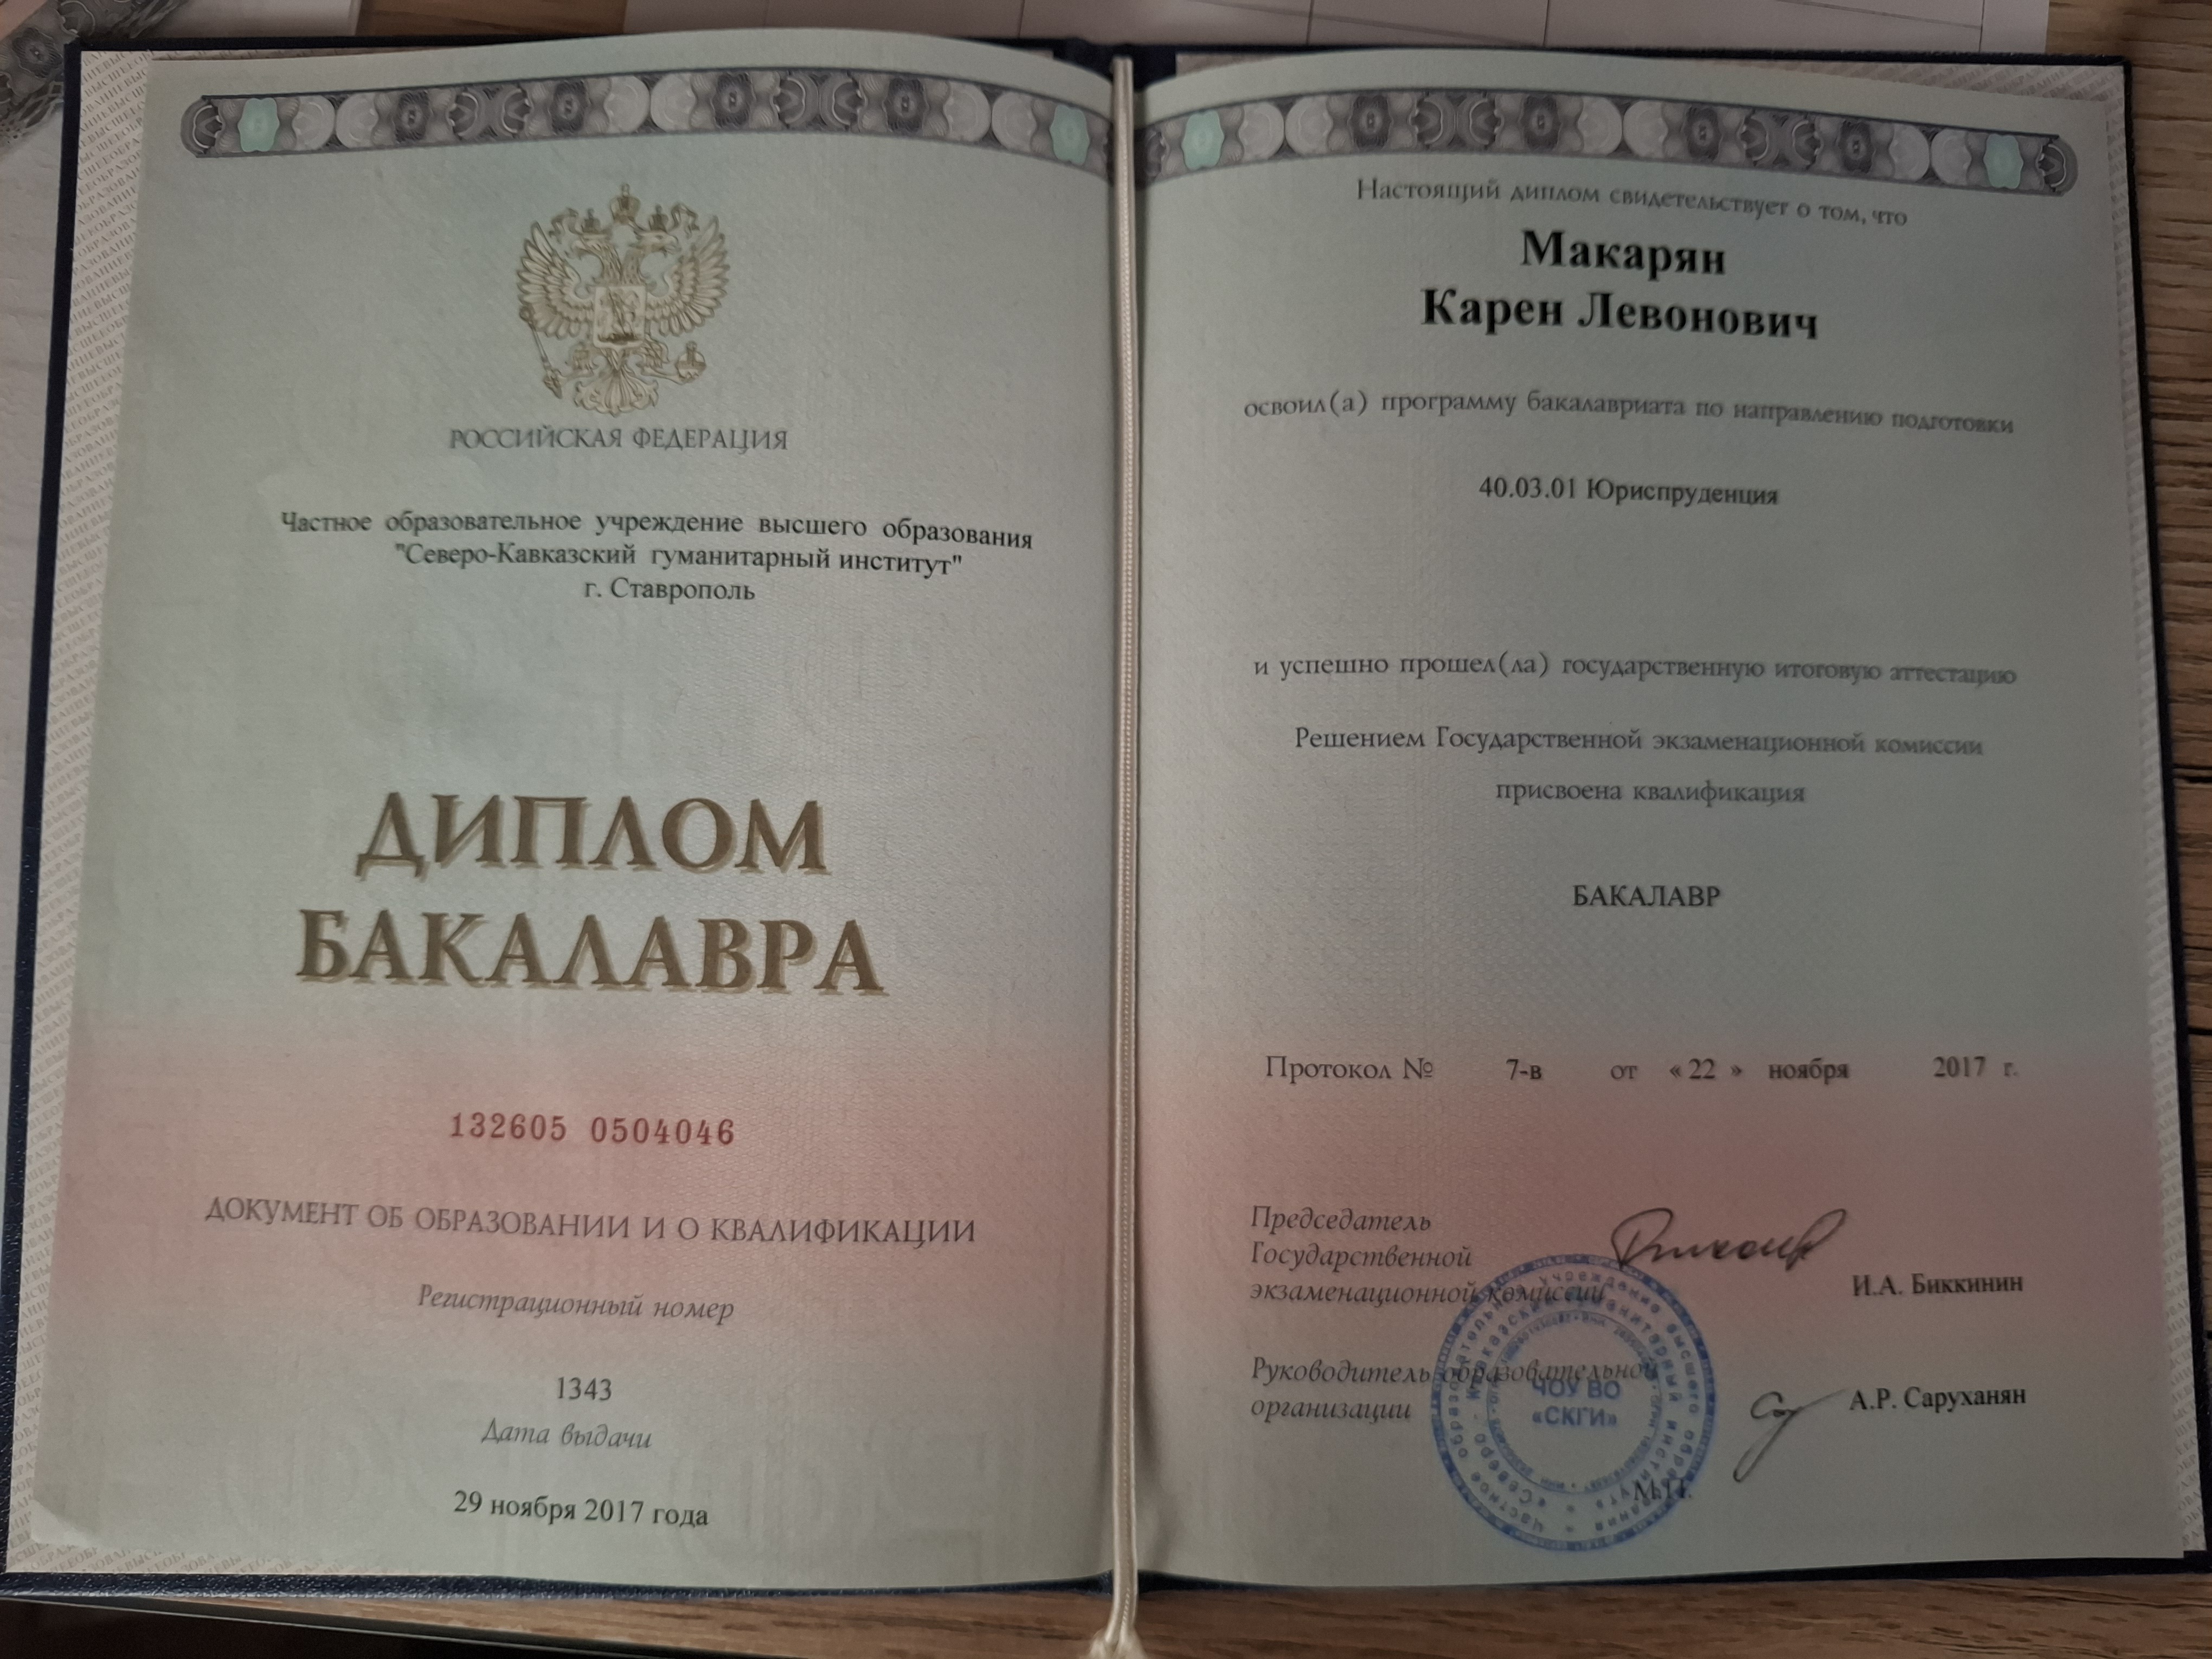 РОССИЙСКАЯ ФЕДЕРАЦИЯ
Частное образовательное учреждение высшего образования
"Северо-Кавказский гуманитарный институт"
г. Ставрополь
ДИПЛОМ
БАКАЛАВРА
132605 0504046
ДОКУМЕНТ ОБ ОБРАЗОВАНИИ И О КВАЛИФИКАЦИИ
Регистрационный номер
1343
Дата выдачи
29 ноября 2017 года
Настоящий диплом свидетельствует о том, что
Макарян
Карен Левонович
освоил(а) программу бакалавриата по направлению подготовки
40.03.01 Юриспруденция
и успешно прошел(ла) государственную итоговую аттестацию
Решением Государственной экзаменационной комиссии
присвоена квалификация
БАКАЛАВР
Протокол № 7-в от « 22 » ноября 2017 г.
Председатель
Государственной
экзаменационной комиссии
И.А. Биккинин
Руководитель образовательной
организации
А.Р. Саруханян
М.П.
ЧОУ ВО
«СКГИ»